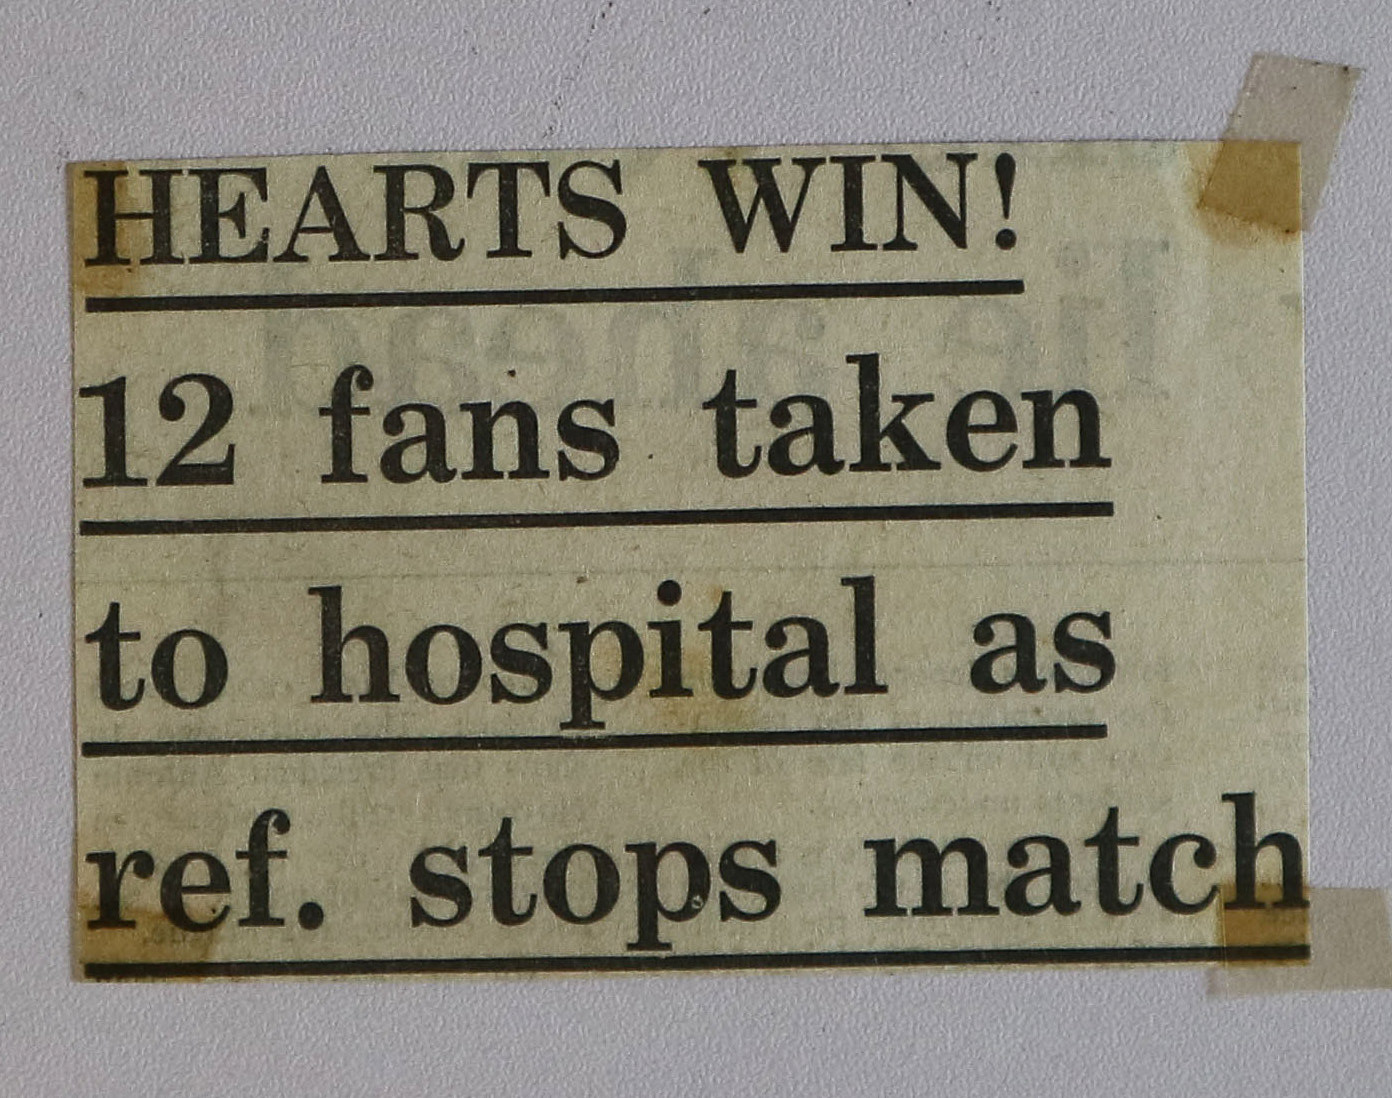 HEARTS WIN!
12 fans taken
to hospital as
ref. stops match